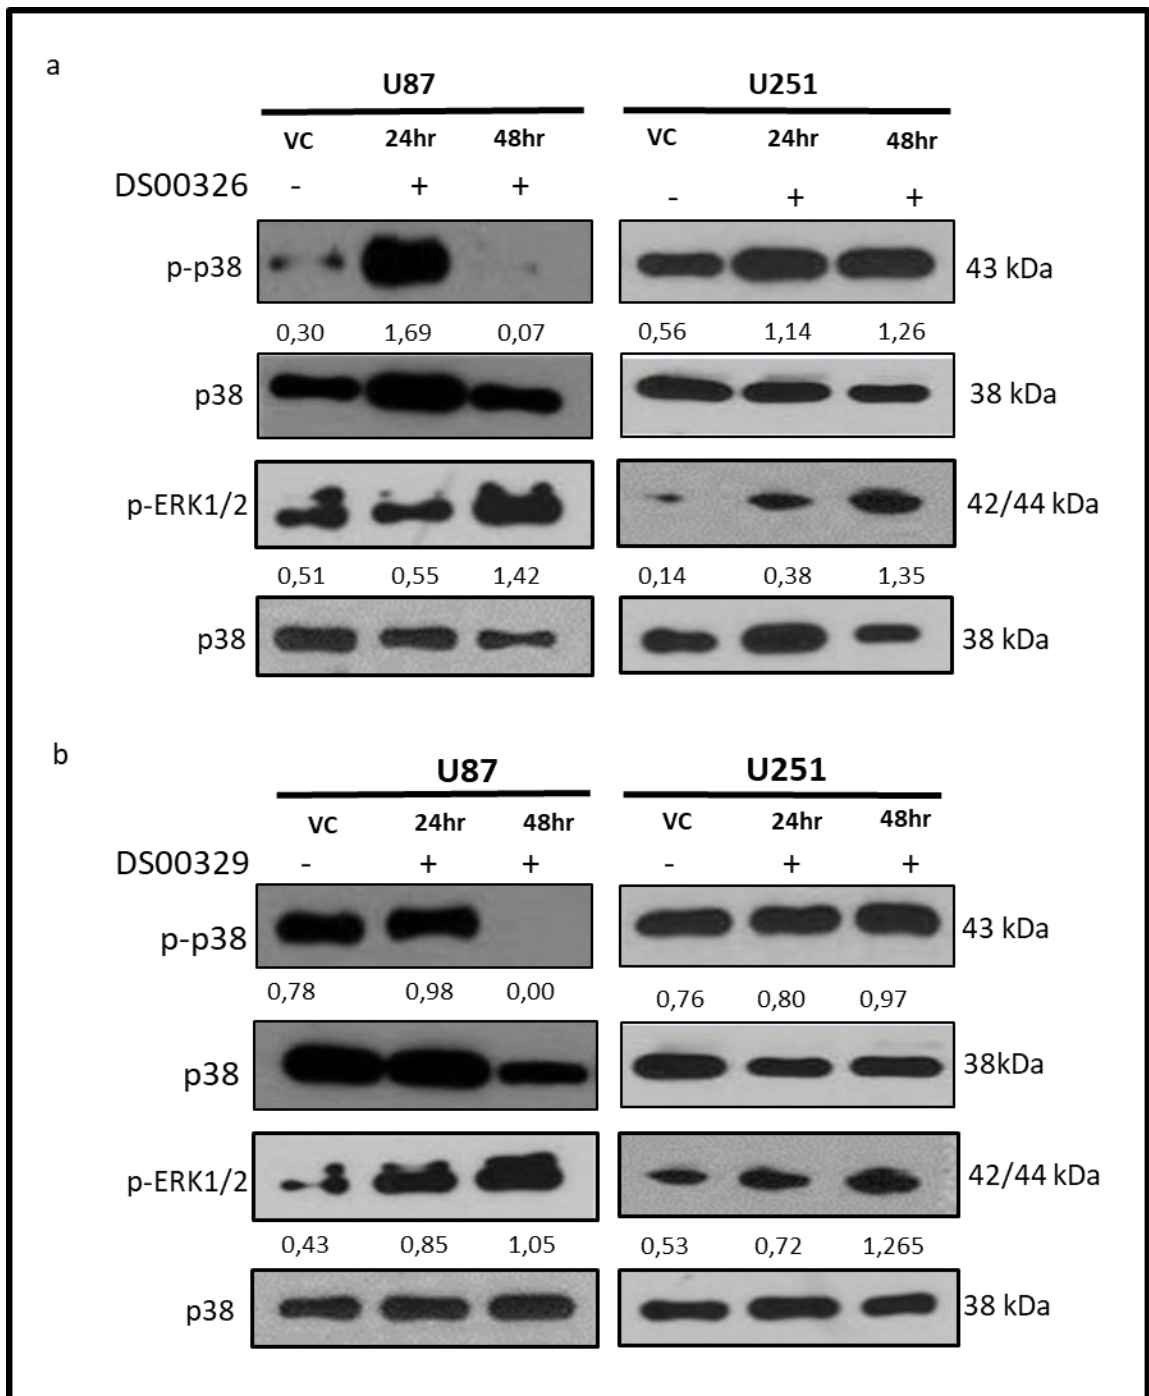 a
U87 U251
VC 24hr 48hr VC 24hr 48hr
DS00326 - + + - + +
p-p38 43 kDa
0,30 1,69 0,07 0,56 1,14 1,26
p38 38 kDa
p-ERK1/2 42/44 kDa
0,51 0,55 1,42 0,14 0,38 1,35
p38 38 kDa
b
U87 U251
VC 24hr 48hr VC 24hr 48hr
DS00329 - + + - + +
p-p38 43 kDa
0,78 0,98 0,00 0,76 0,80 0,97
p38 38kDa
p-ERK1/2 42/44 kDa
0,43 0,85 1,05 0,53 0,72 1,265
p38 38 kDa